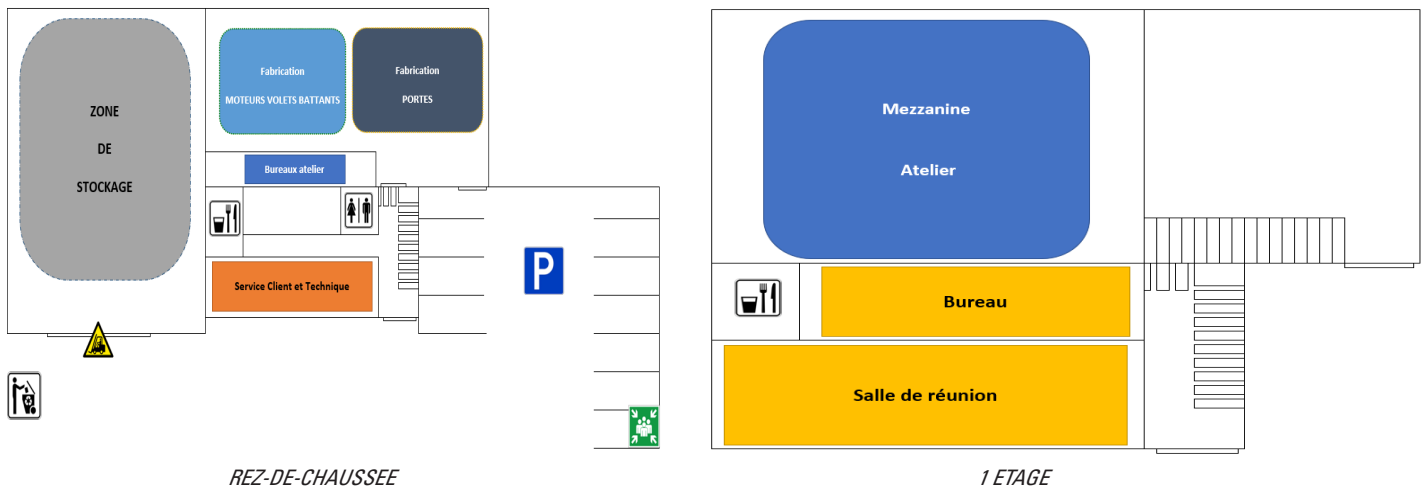 ZONE
DE
STOCKAGE
Fabrication
MOTEURS VOLETS BATTANTS
Fabrication
PORTES
Bureaux atelier
Service Client et Technique
P
REZ-DE-CHAUSSEE
Mezzanine
Atelier
Bureau
Salle de réunion
1 ETAGE